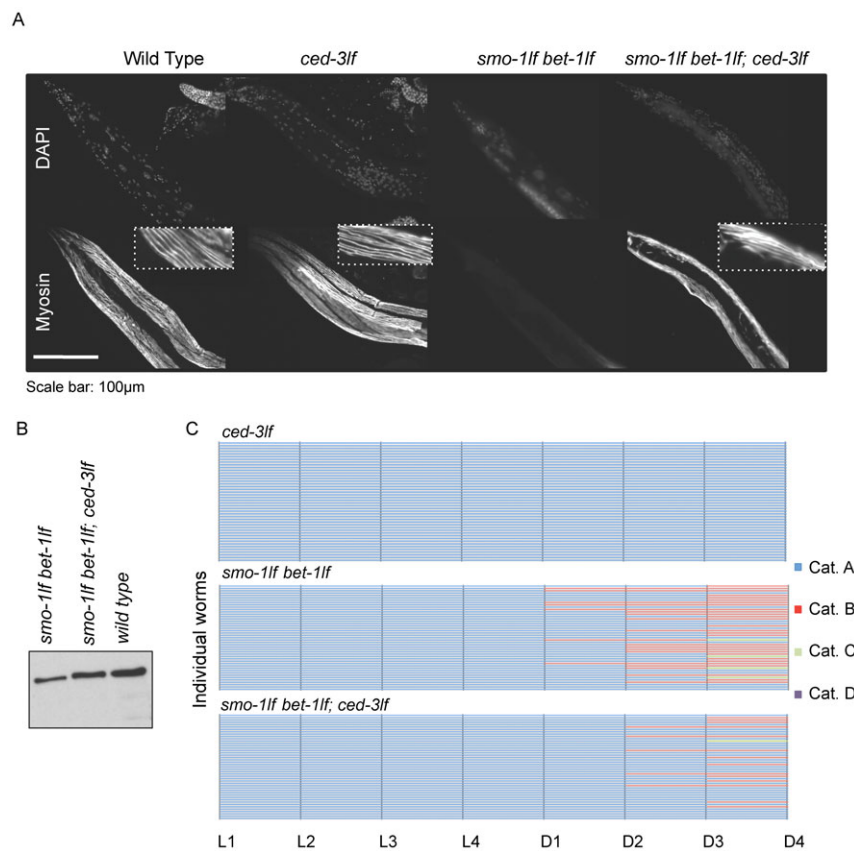 A
Wild Type
ced-3lf
smo-1lf bet-1lf
smo-1lf bet-1lf; ced-3lf
DAPI
Myosin
Scale bar: 100µm
B
smo-1lf bet-1lf
smo-1lf bet-1lf; ced-3lf
wild type
C
Individual worms
ced-3lf
smo-1lf bet-1lf
smo-1lf bet-1lf; ced-3lf
Cat. A
Cat. B
Cat. C
Cat. D
L1 L2 L3 L4 D1 D2 D3 D4